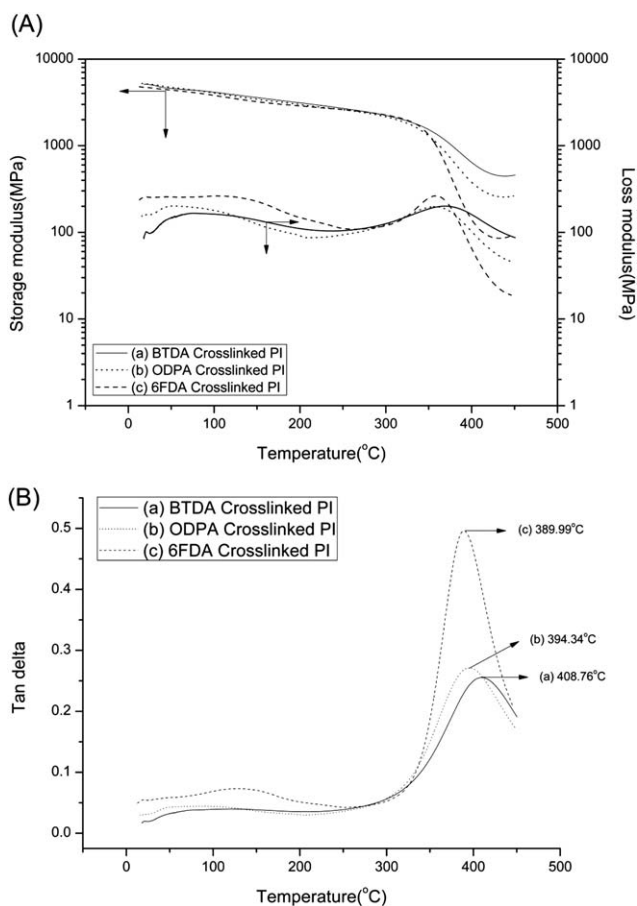 (A)
Storage modulus(MPa)
10000
1000
100
10
1
10000
1000
100
10
1
Loss modulus(MPa)
(a) BTDA Crosslinked PI
(b) ODPA Crosslinked PI
(c) 6FDA Crosslinked PI
0 100 200 300 400 500
Temperature(°C)
(B)
Tan delta
0.5
0.4
0.3
0.2
0.1
0.0
(a) BTDA Crosslinked PI
(b) ODPA Crosslinked PI
(c) 6FDA Crosslinked PI
(c) 389.99°C
(b) 394.34°C
(a) 408.76°C
0 100 200 300 400 500
Temperature(°C)